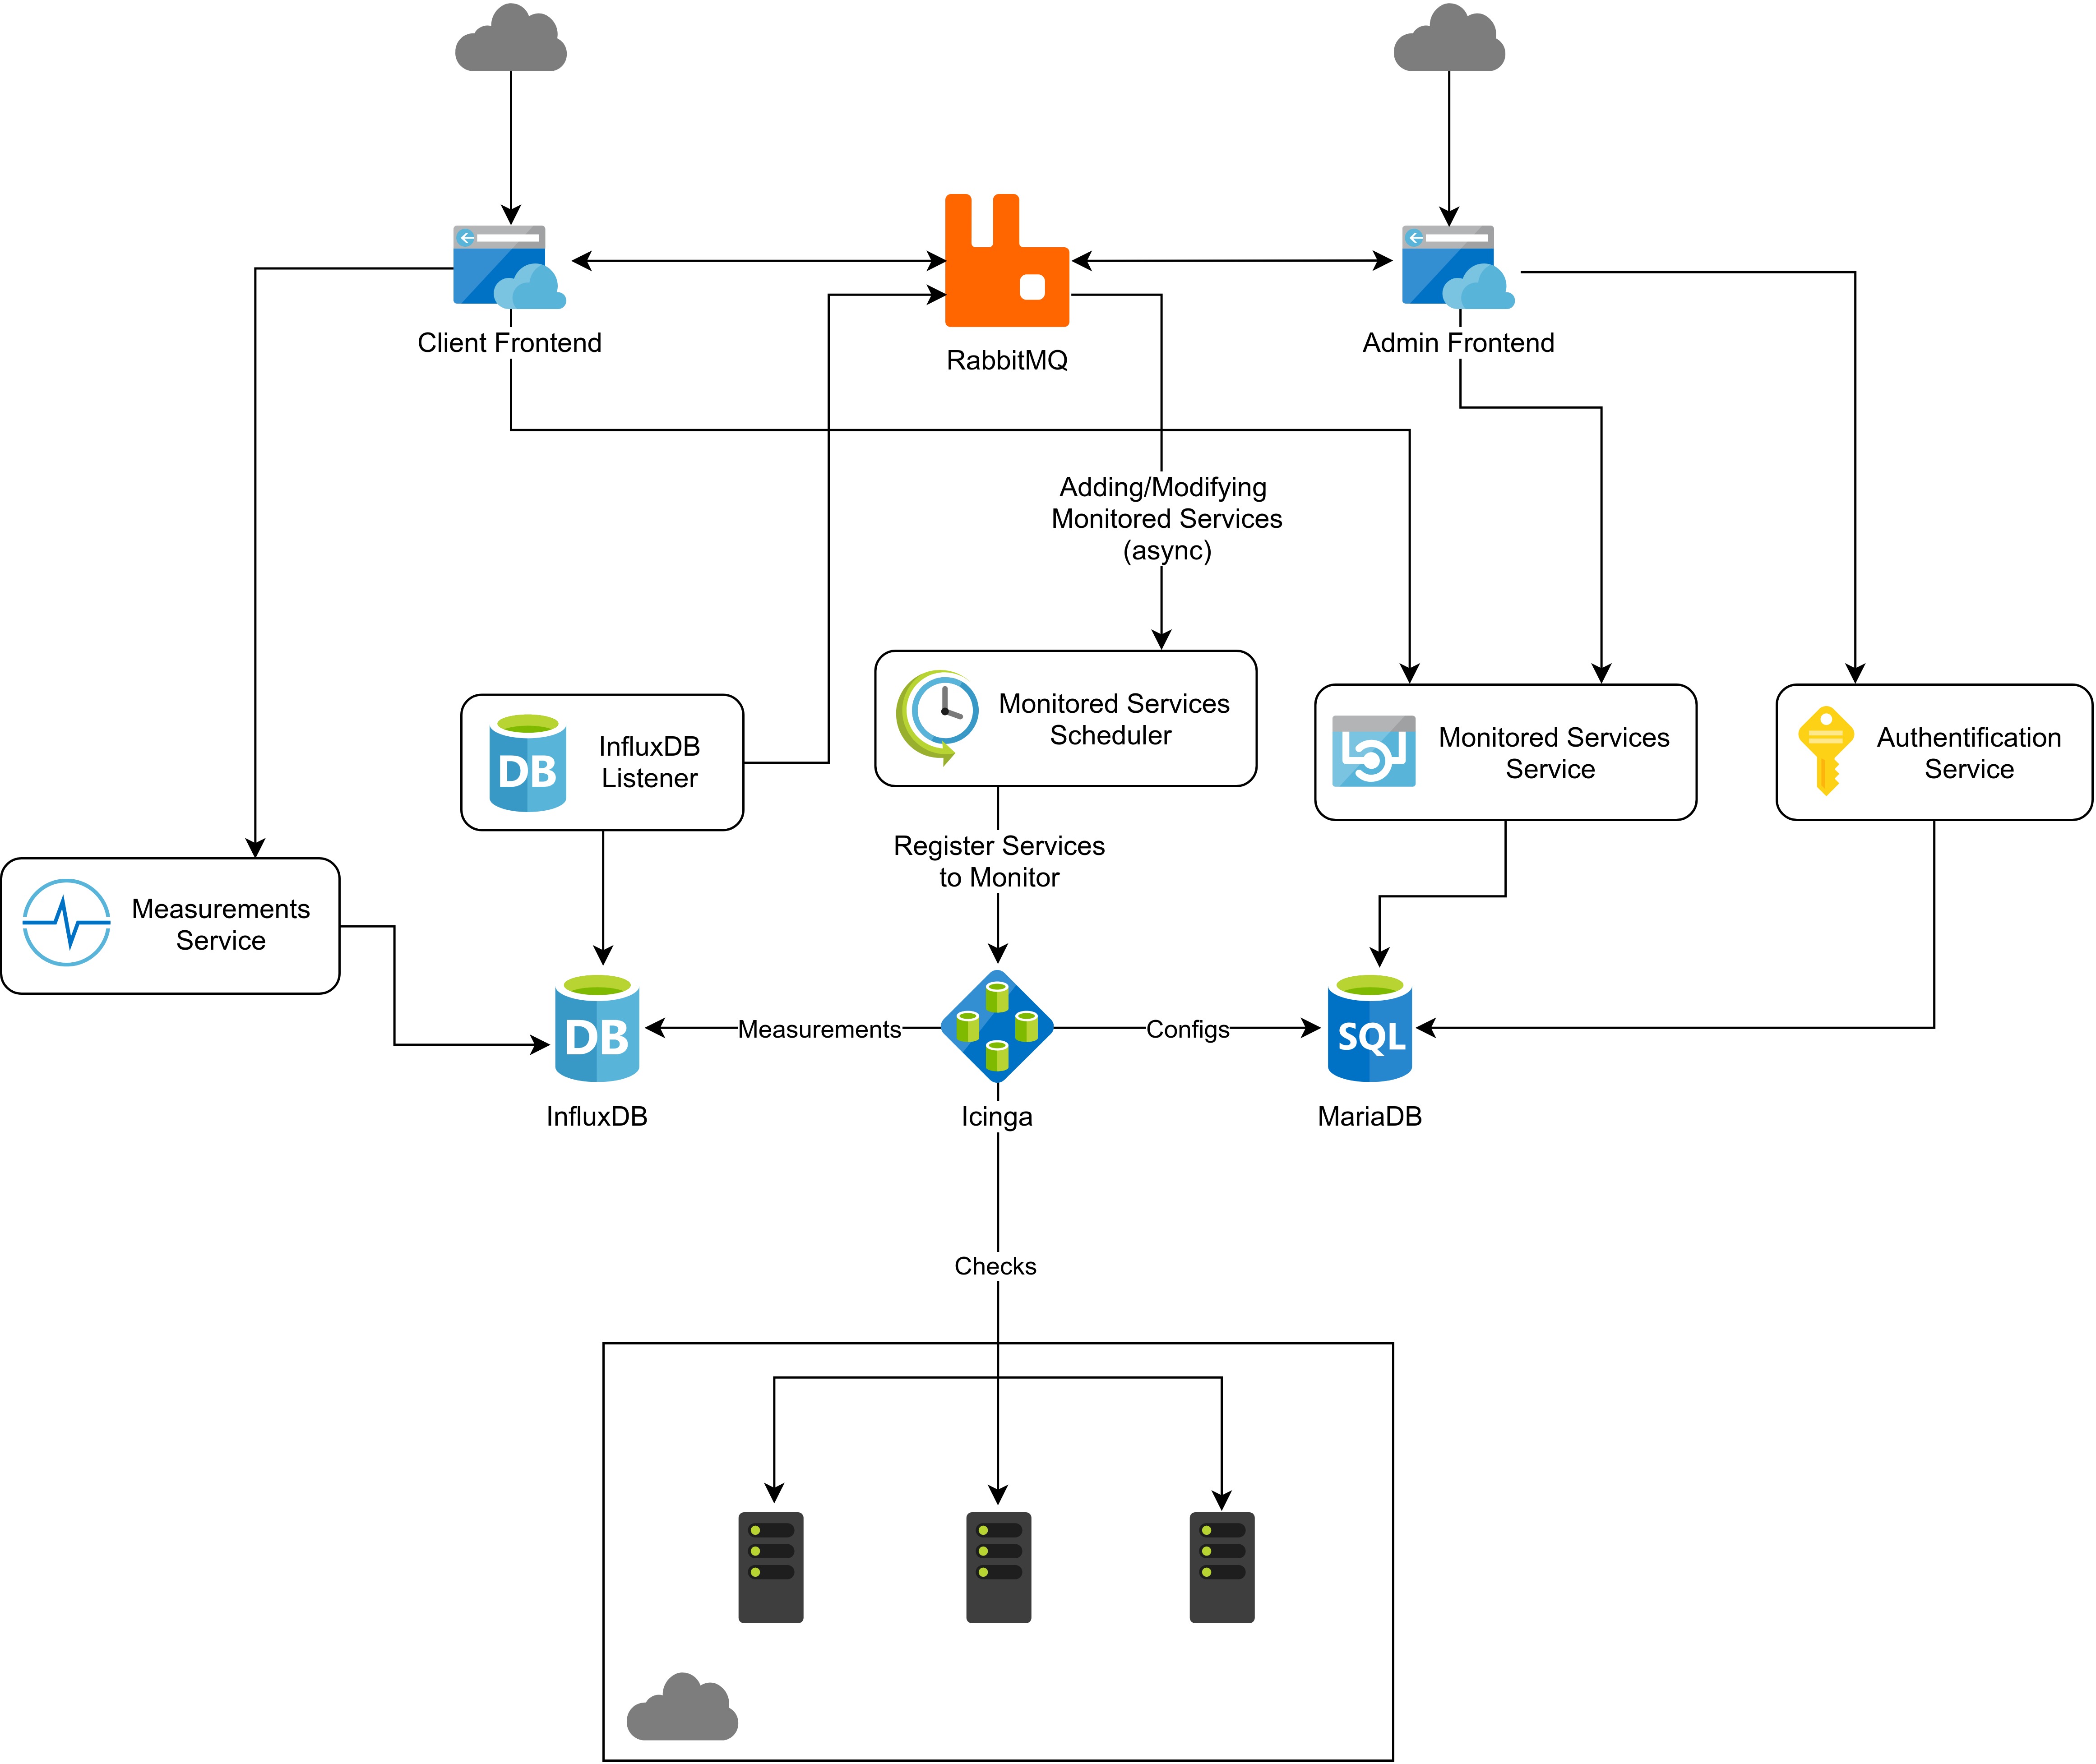 Client Frontend
RabbitMQ
Admin Frontend
Adding/Modifying
Monitored Services
(async)
InfluxDB
Listener
DB
Monitored Services
Scheduler
Monitored Services
Service
Authentification
Service
Register Services
to Monitor
Measurements
Service
DB
Measurements
Configs
SQL
InfluxDB
Icinga
MariaDB
Checks